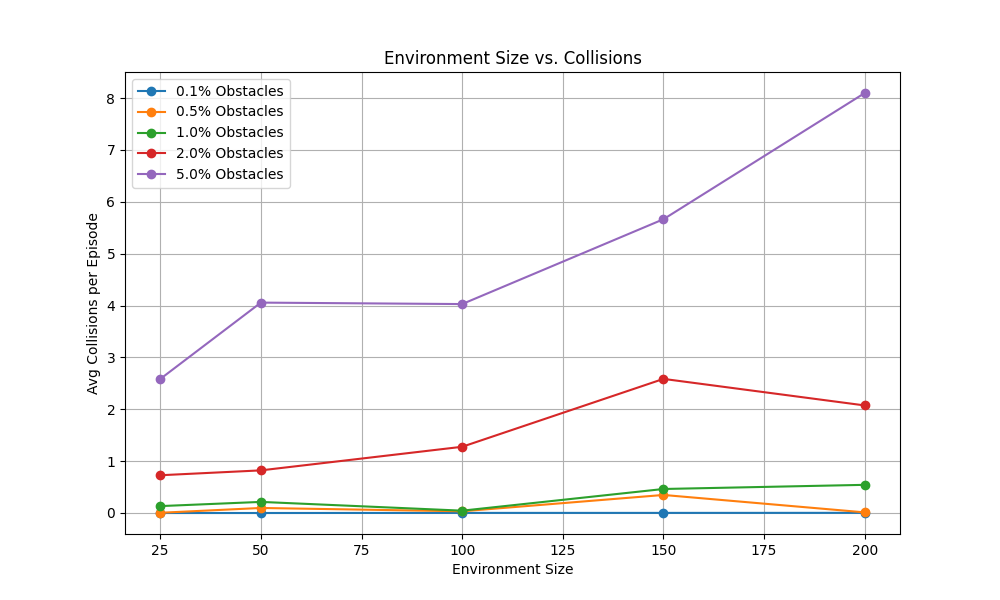 Environment Size vs. Collisions
0.1% Obstacles
0.5% Obstacles
1.0% Obstacles
2.0% Obstacles
5.0% Obstacles
Avg Collisions per Episode
8
7
6
5
4
3
2
1
0
25 50 75 100 125 150 175 200
Environment Size